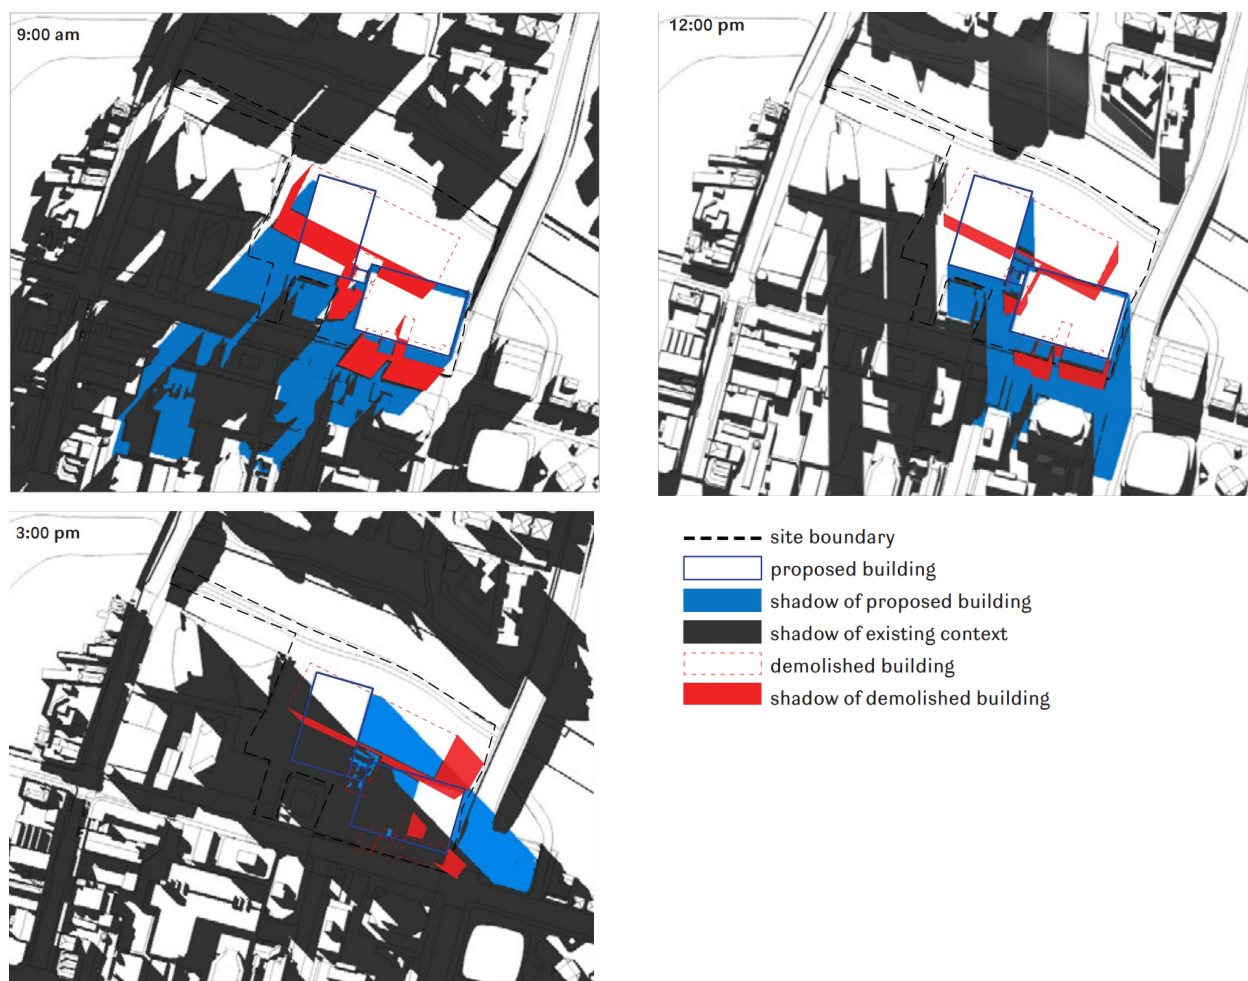 9:00 am
12:00 pm
3:00 pm
site boundary
proposed building
shadow of proposed building
shadow of existing context
demolished building
shadow of demolished building